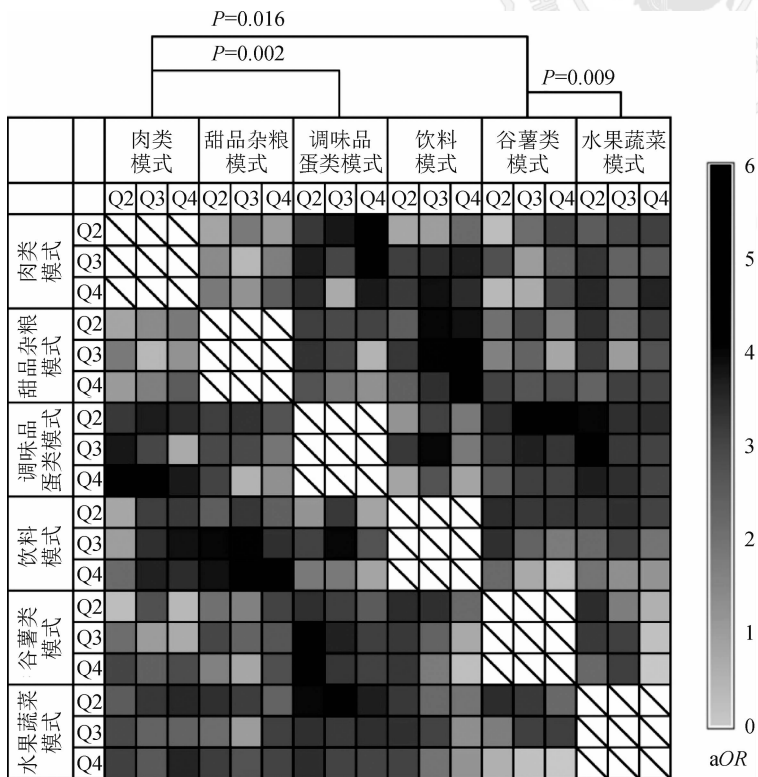 P=0.016
P=0.002
P=0.009
肉类 甜品杂粮 调味品 饮料 谷薯类 水果蔬菜
模式 模式 蛋类模式 模式 模式 模式
Q2 Q3 Q4 Q2 Q3 Q4 Q2 Q3 Q4 Q2 Q3 Q4 Q2 Q3 Q4 Q2 Q3 Q4
肉类
模式
Q2
Q3
Q4
甜品杂粮
模式
Q2
Q3
Q4
调味品
蛋类模式
Q2
Q3
Q4
饮料
模式
Q2
Q3
Q4
谷薯类
模式
Q2
Q3
Q4
水果蔬菜
模式
Q2
Q3
Q4
6
5
4
3
2
1
0
aOR